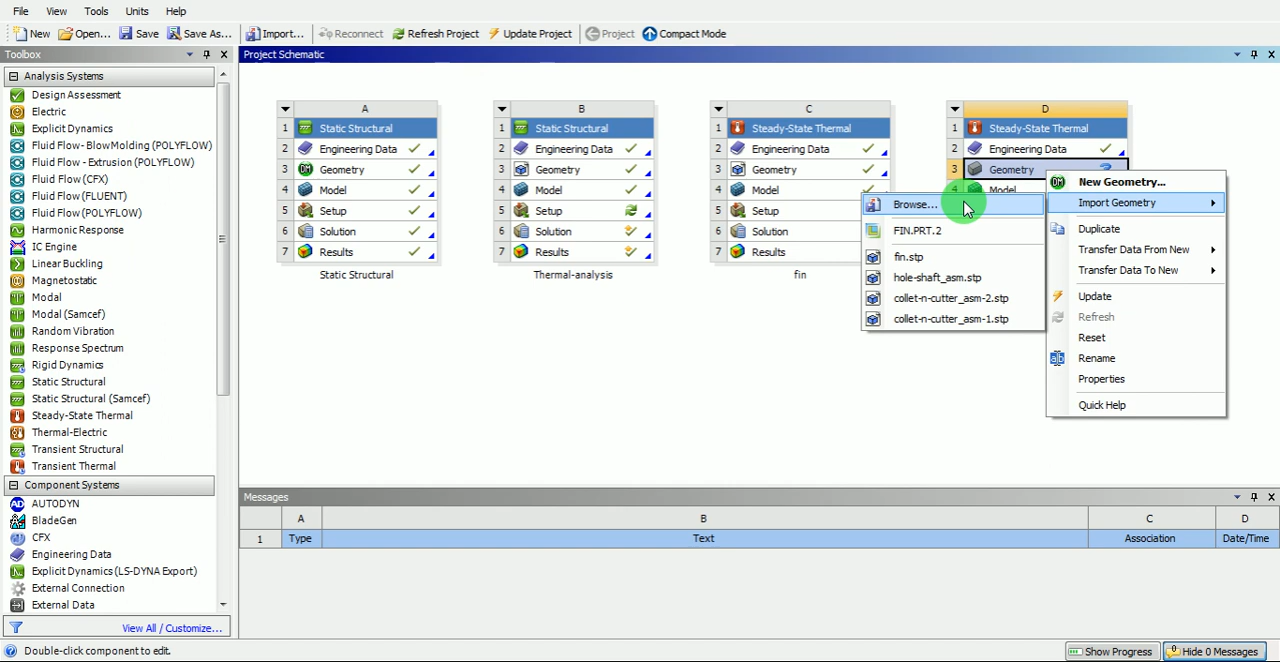 File View Tools Units Help
New Open... Save Save As... Import... Reconnect Refresh Project Update Project Project Compact Mode
Toolbox
Analysis Systems
Design Assessment
Electric
Explicit Dynamics
Fluid Flow-BlowMolding (POLYFLOW)
Fluid Flow - Extrusion (POLYFLOW)
Fluid Flow (CFX)
Fluid Flow (FLUENT)
Fluid Flow (POLYFLOW)
Harmonic Response
IC Engine
Linear Buckling
Magnetostatic
Modal
Modal (Samcef)
Random Vibration
Response Spectrum
Rigid Dynamics
Static Structural
Static Structural (Samcef)
Steady-State Thermal
Thermal-Electric
Transient Structural
Transient Thermal
Component Systems
AUTODYN
BladeGen
CFX
Engineering Data
Explicit Dynamics (LS-DYNA Export)
External Connection
External Data
View All / Customize...
Project Schematic
A
1 Static Structural
2 Engineering Data
3 Geometry
4 Model
5 Setup
6 Solution
7 Results
Static Structural
B
1 Static Structural
2 Engineering Data
3 Geometry
4 Model
5 Setup
6 Solution
7 Results
Thermal-analysis
C
1 Steady-State Thermal
2 Engineering Data
3 Geometry
4 Model
5 Setup
6 Solution
7 Results
fin
D
1 Steady-State Thermal
2 Engineering Data
3 Geometry
4 Model
New Geometry...
Import Geometry
Duplicate
Transfer Data From New
Transfer Data To New
Update
Refresh
Reset
Rename
Properties
Quick Help
Browse...
FIN.PRT.2
fin.stp
hole-shaft_asm.stp
collet-n-cutter_asm-2.stp
collet-n-cutter_asm-1.stp
Messages
A B C D
1 Type Text Association Date/Time
Double-click component to edit.
Show Progress Hide 0 Messages